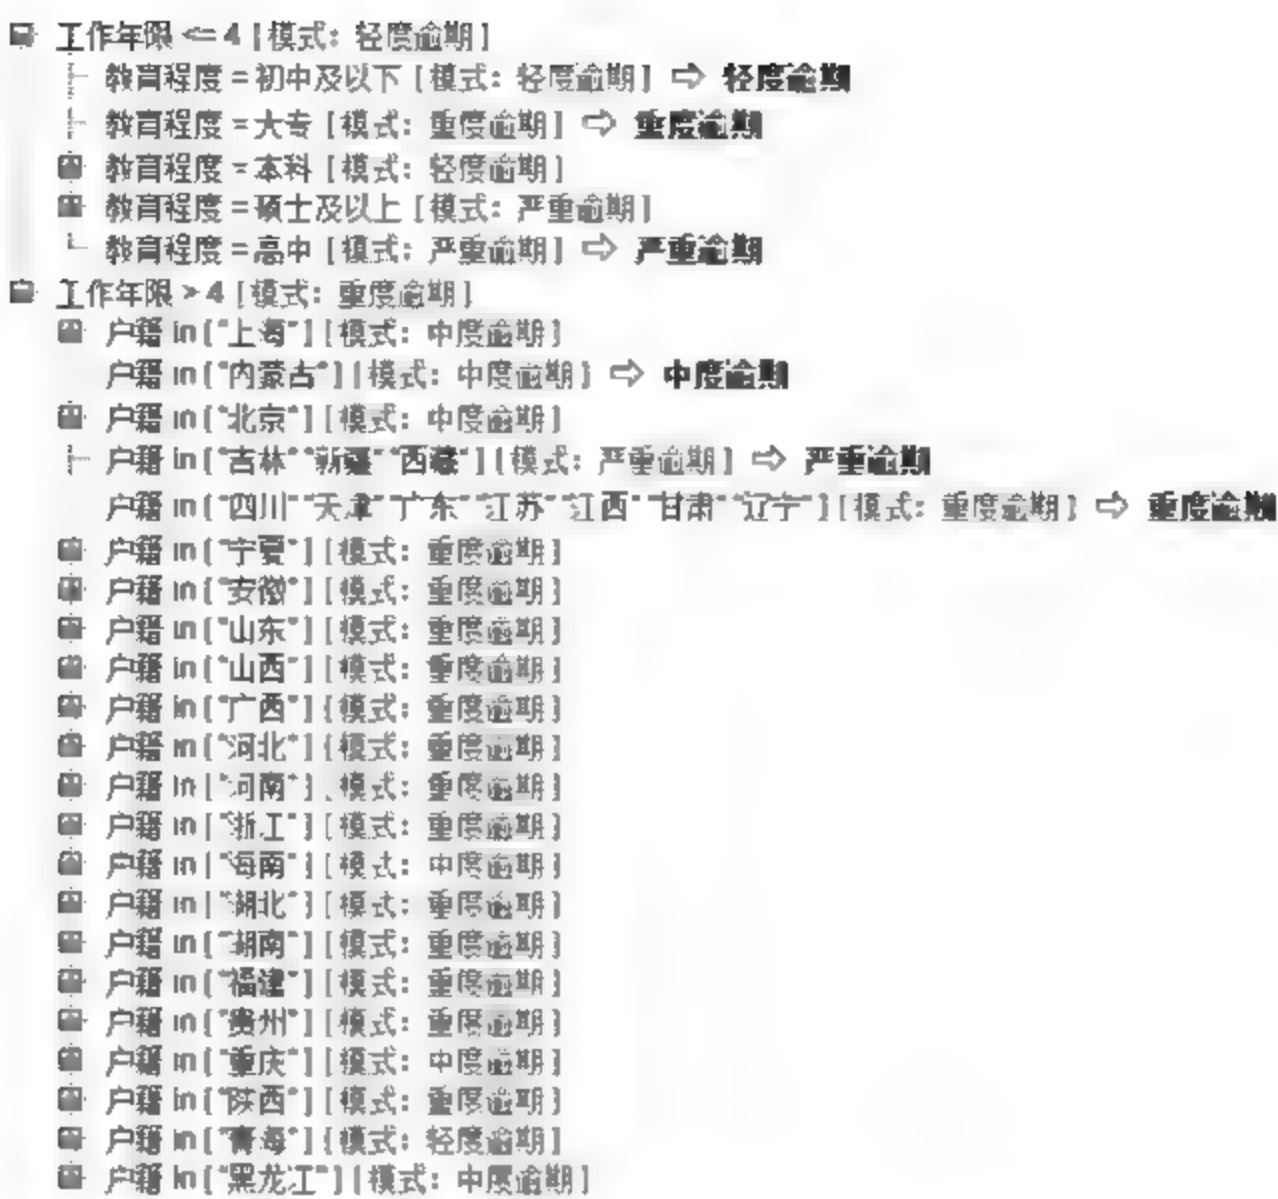 工作年限 <= 4 [模式: 轻度逾期]
教育程度 = 初中及以下 [模式: 轻度逾期] ⇨ 轻度逾期
教育程度 = 大专 [模式: 重度逾期] ⇨ 重度逾期
教育程度 = 本科 [模式: 轻度逾期]
教育程度 = 硕士及以上 [模式: 严重逾期]
教育程度 = 高中 [模式: 严重逾期] ⇨ 严重逾期
工作年限 > 4 [模式: 重度逾期]
户籍 in ["上海"] [模式: 中度逾期]
户籍 in ["内蒙古"] [模式: 中度逾期] ⇨ 中度逾期
户籍 in ["北京"] [模式: 中度逾期]
户籍 in ["吉林" "新疆" "西藏"] [模式: 严重逾期] ⇨ 严重逾期
户籍 in ["四川" "天津" "广东" "江苏" "江西" "甘肃" "辽宁"] [模式: 重度逾期] ⇨ 重度逾期
户籍 in ["宁夏"] [模式: 重度逾期]
户籍 in ["安徽"] [模式: 重度逾期]
户籍 in ["山东"] [模式: 重度逾期]
户籍 in ["山西"] [模式: 重度逾期]
户籍 in ["广西"] [模式: 重度逾期]
户籍 in ["河北"] [模式: 重度逾期]
户籍 in ["河南"] [模式: 重度逾期]
户籍 in ["浙江"] [模式: 重度逾期]
户籍 in ["海南"] [模式: 中度逾期]
户籍 in ["湖北"] [模式: 重度逾期]
户籍 in ["湖南"] [模式: 重度逾期]
户籍 in ["福建"] [模式: 重度逾期]
户籍 in ["贵州"] [模式: 重度逾期]
户籍 in ["重庆"] [模式: 中度逾期]
户籍 in ["陕西"] [模式: 重度逾期]
户籍 in ["青海"] [模式: 轻度逾期]
户籍 in ["黑龙江"] [模式: 中度逾期]